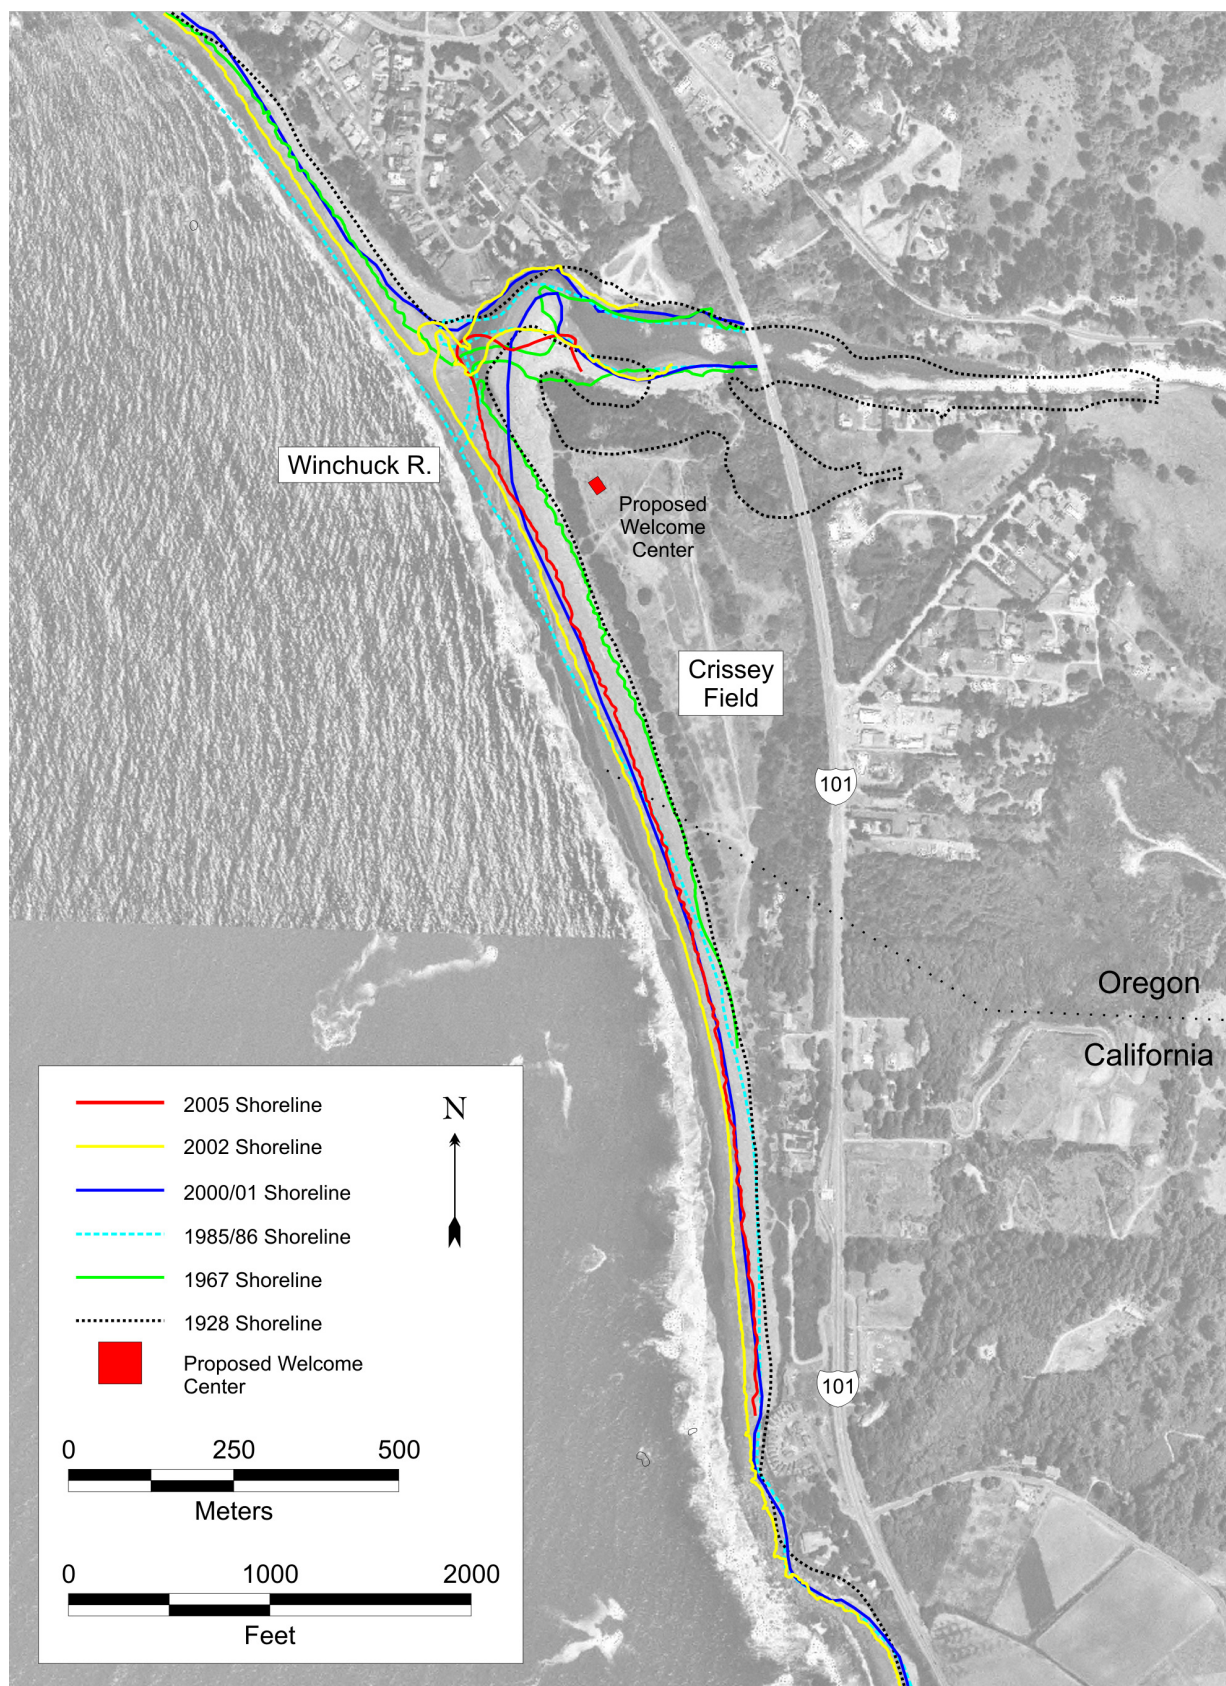 Winchuck R.
Proposed
Welcome
Center
Crissey
Field
101
Oregon
California
101
2005 Shoreline
2002 Shoreline
2000/01 Shoreline
1985/86 Shoreline
1967 Shoreline
1928 Shoreline
Proposed Welcome
Center
N
0 250 500
Meters
0 1000 2000
Feet